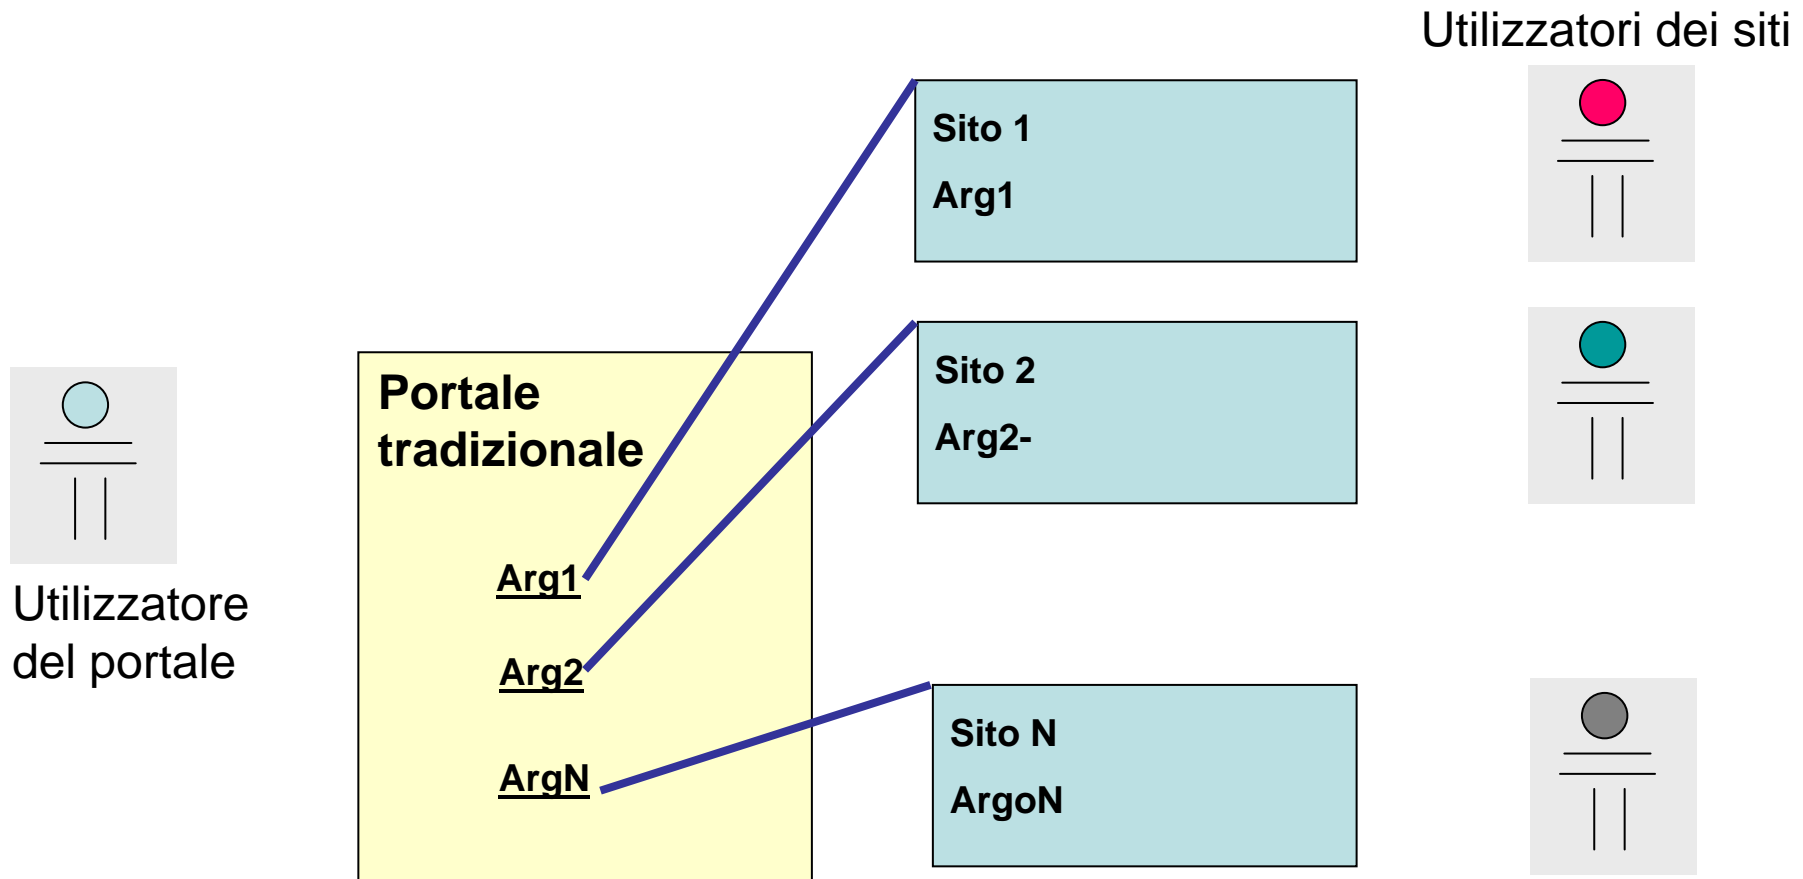 Utilizzatori dei siti
Sito 1
Arg1
Sito 2
Arg2-
Portale
tradizionale
Arg1
Arg2
ArgN
Utilizzatore
del portale
Sito N
ArgoN